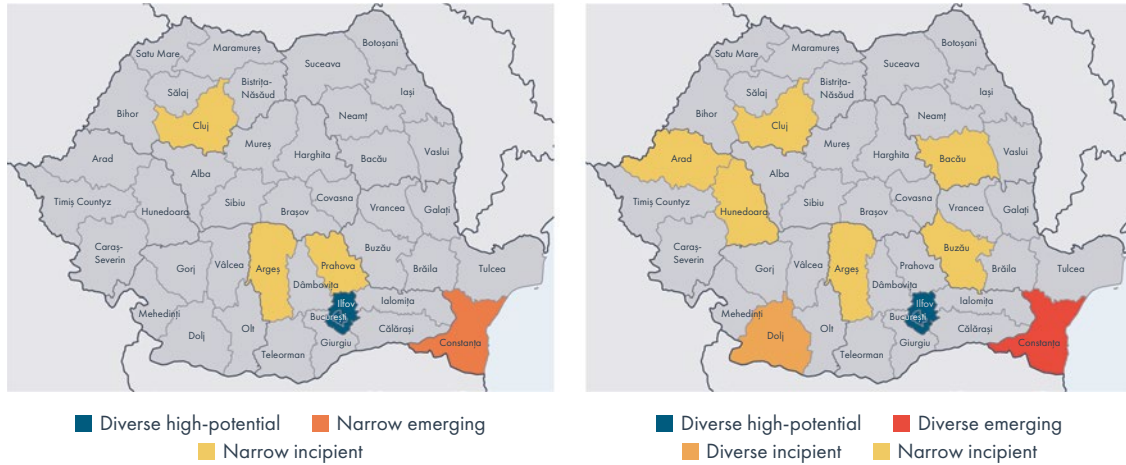 Botoșani
Maramureș
Satu Mare
Suceava
Bistrița-
Năsăud
Sălaj
Iași
Bihor
Neamț
Cluj
Mureș
Harghita
Vaslui
Bacău
Arad
Alba
Covasna
Timiș Countyz
Sibiu
Hunedoara
Brașov
Vrancea
Galați
Caraș-
Severin
Buzău
Vâlcea
Argeș
Prahova
Gorj
Brăila
Tulcea
Dâmbovița
Ilfov
Ialomița
Mehedinți
București
Olt
Călărași
Dolj
Giurgiu
Constanța
Teleorman
Diverse high-potential
Narrow emerging
Narrow incipient
Botoșani
Maramureș
Satu Mare
Suceava
Bistrița-
Năsăud
Sălaj
Iași
Bihor
Neamț
Cluj
Mureș
Harghita
Vaslui
Bacău
Arad
Alba
Covasna
Timiș Countyz
Sibiu
Hunedoara
Brașov
Vrancea
Galați
Caraș-
Severin
Buzău
Vâlcea
Argeș
Prahova
Gorj
Brăila
Tulcea
Dâmbovița
Ilfov
Ialomița
Mehedinți
București
Olt
Călărași
Dolj
Giurgiu
Constanța
Teleorman
Diverse high-potential
Diverse emerging
Diverse incipient
Narrow incipient